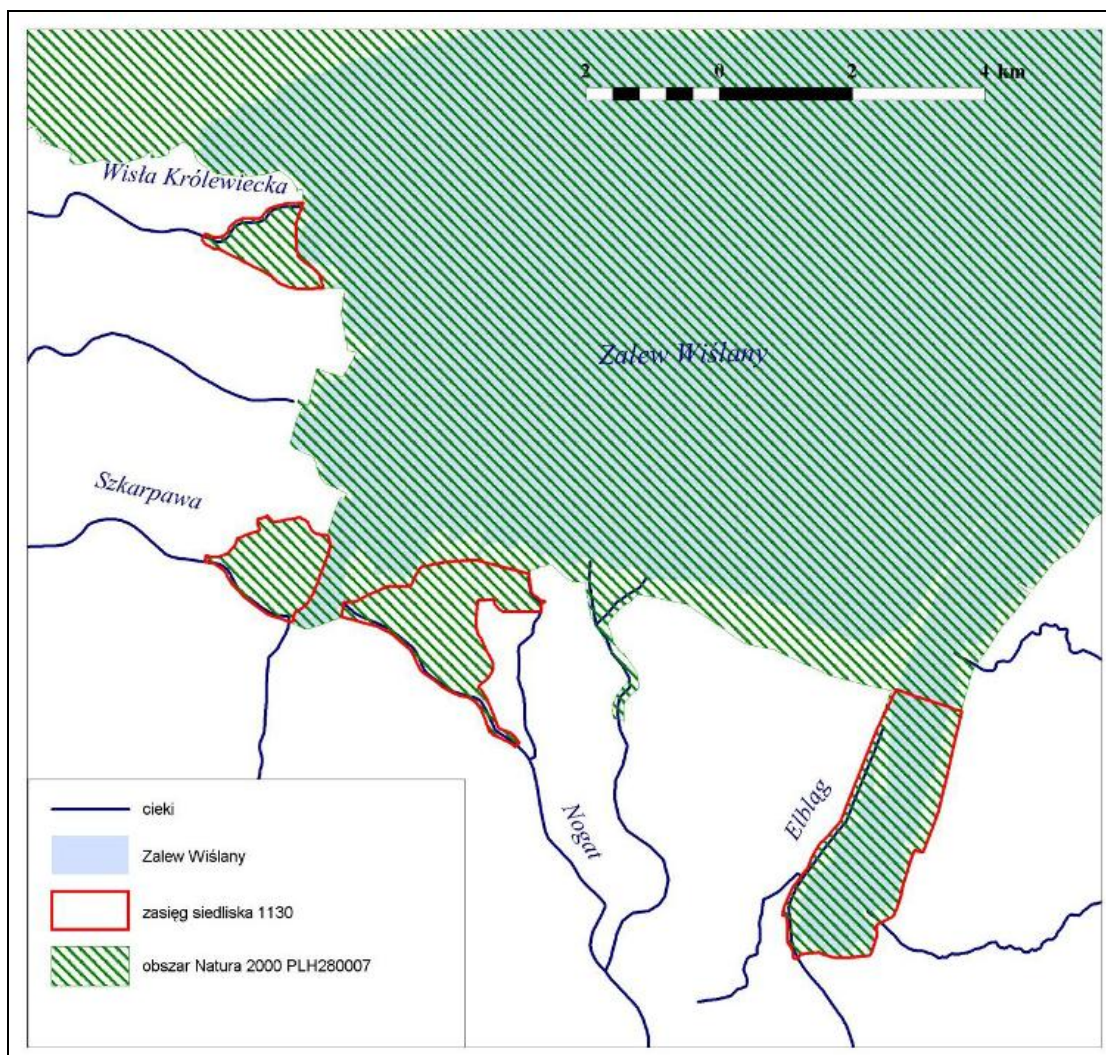 2 0 2 4 km
Wisła Królewiecka
Zalew Wiślany
Szkarpawa
Elbląg
Nogat
cieki
Zalew Wiślany
zasięg siedliska 1130
obszar Natura 2000 PLH280007